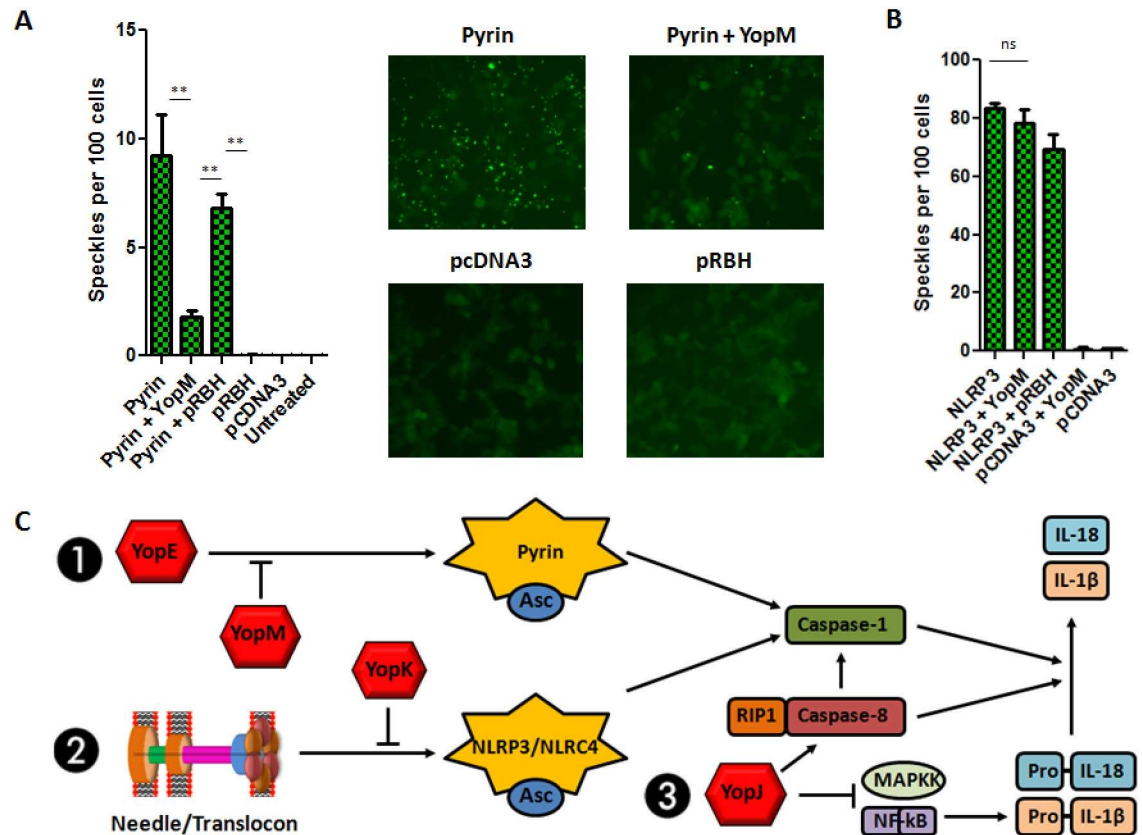 A
15
10
5
0
Speckles per 100 cells
**
**
**
Pyrin
Pyrin + YopM
Pyrin + pRBH
pRBH
pCDNA3
Untreated
Pyrin
Pyrin + YopM
pcDNA3
pRBH
B
100
80
60
40
20
0
Speckles per 100 cells
ns
NLRP3
NLRP3 + YopM
NLRP3 + pRBH
pCDNA3 + YopM
pCDNA3
C
1
YopE
YopM
Pyrin
Asc
2
Needle/Translocon
YopK
NLRP3/NLRC4
Asc
Caspase-1
RIP1
Caspase-8
3
YopJ
MAPKK
NF-kB
IL-18
IL-1β
Pro
IL-18
Pro
IL-1β